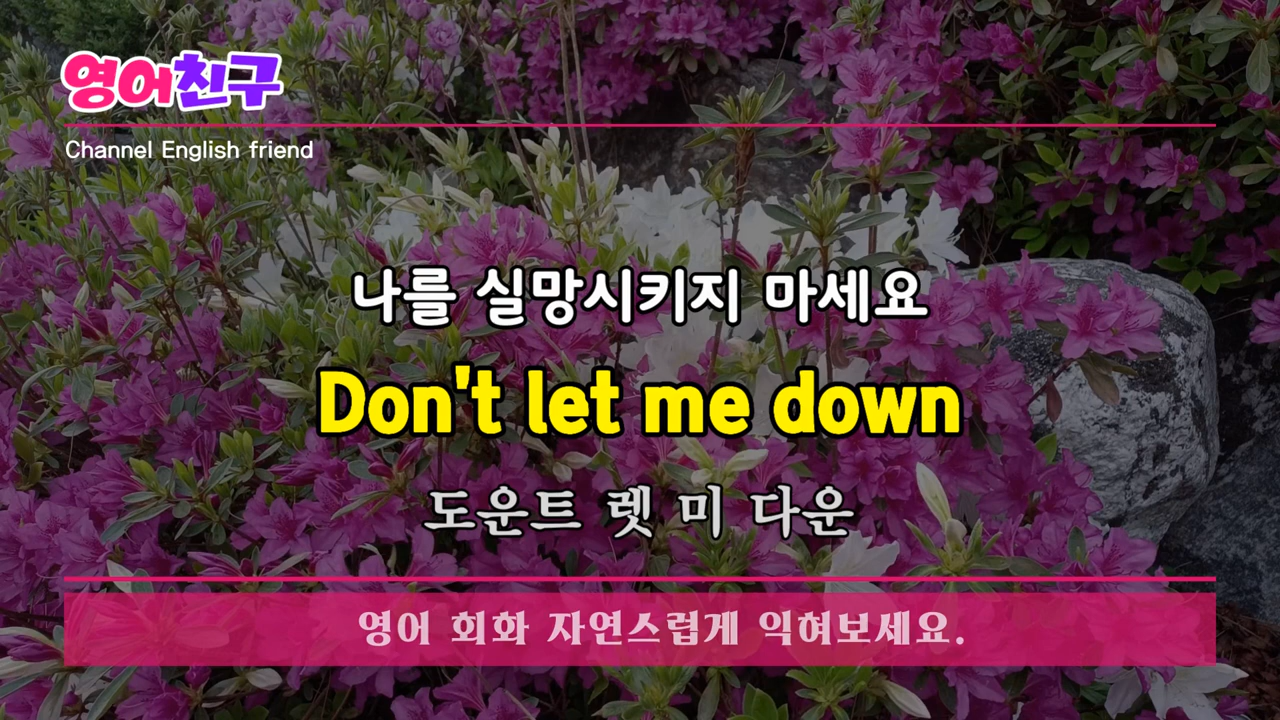 영어친구
Channel English friend
나를 실망시키지 마세요
Don't let me down
도운트 렛 미 다운
영어 회화 자연스럽게 익혀보세요.